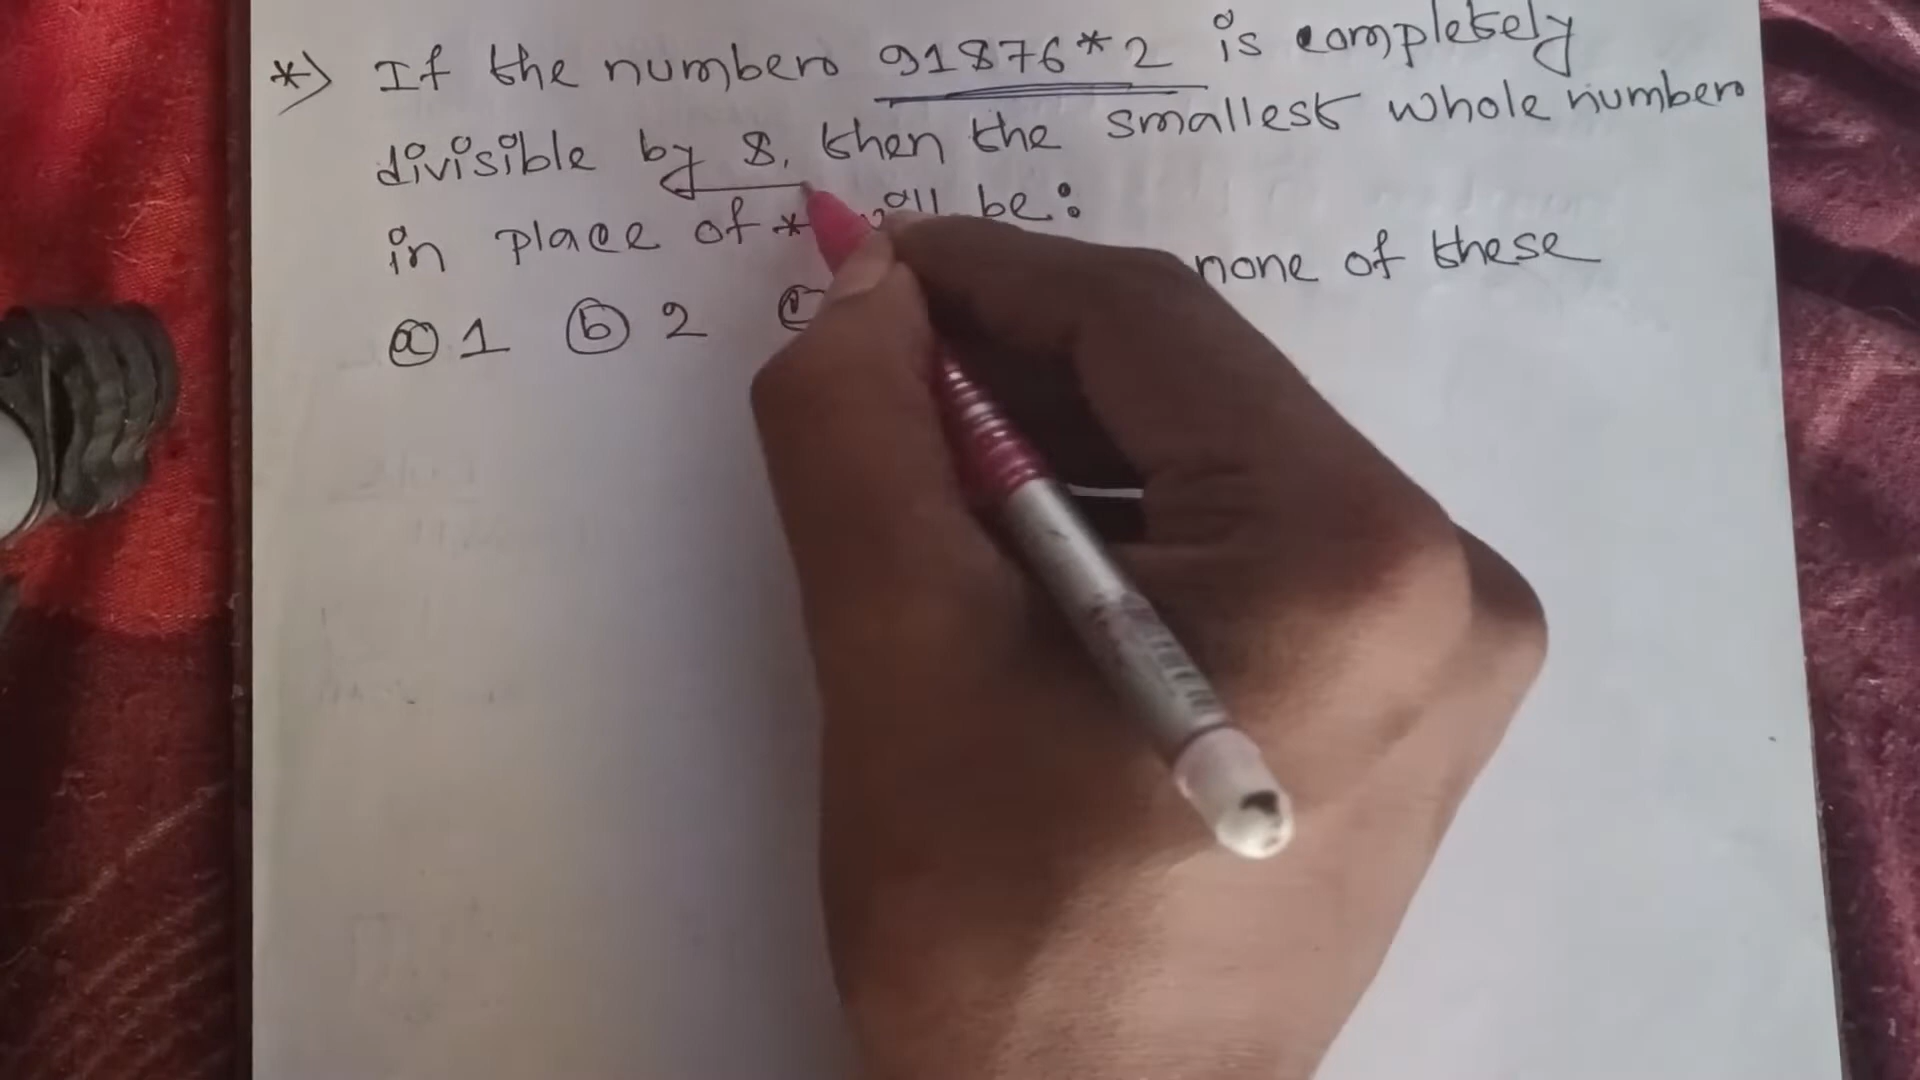 *) If the number 91876*2 is completely
divisible by 8, then the smallest whole number
in place of * will be:
ⓐ 1 ⓑ 2 ⓒ none of these